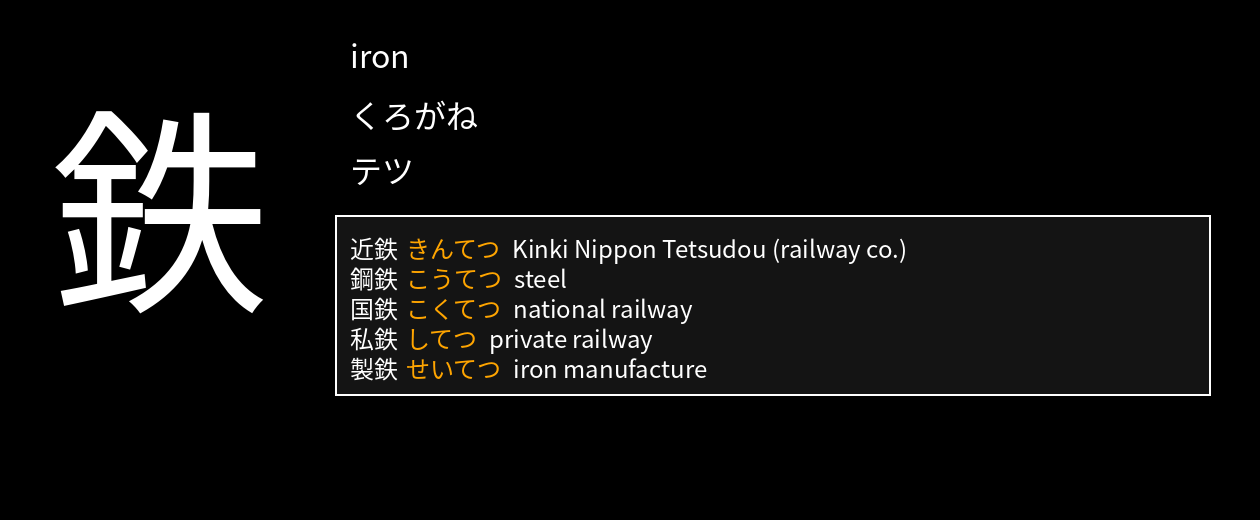 鉄
iron
くろがね
テツ
近鉄 きんてつ Kinki Nippon Tetsudou (railway co.)
鋼鉄 こうてつ steel
国鉄 こくてつ national railway
私鉄 してつ private railway
製鉄 せいてつ iron manufacture